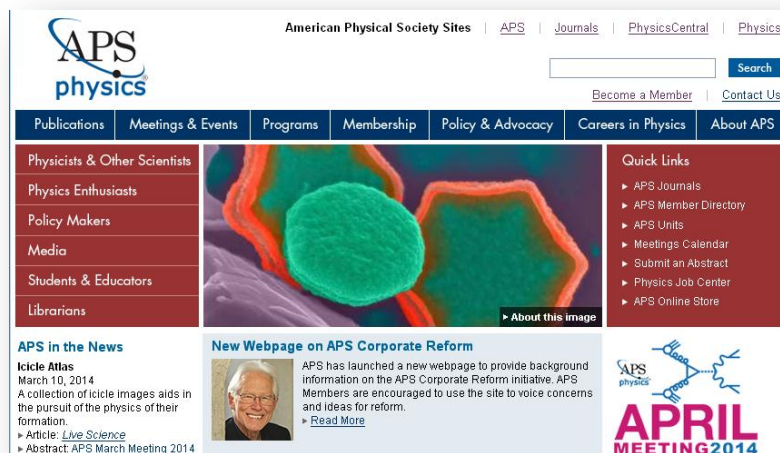 American Physical Society Sites | APS | Journals | PhysicsCentral | Physics
APS
physics
Search
Become a Member | Contact Us
Publications
Meetings & Events
Programs
Membership
Policy & Advocacy
Careers in Physics
About APS
Physicists & Other Scientists
Physics Enthusiasts
Policy Makers
Media
Students & Educators
Librarians
About this image
Quick Links
APS Journals
APS Member Directory
APS Units
Meetings Calendar
Submit an Abstract
Physics Job Center
APS Online Store
APS in the News
Icicle Atlas
March 10, 2014
A collection of icicle images aids in
the pursuit of the physics of their
formation.
Article: Live Science
Abstract: APS March Meeting 2014
New Webpage on APS Corporate Reform
APS has launched a new webpage to provide background
information on the APS Corporate Reform initiative. APS
Members are encouraged to use the site to voice concerns
and ideas for reform.
Read More
APS
physics
APRIL
MEETING2014